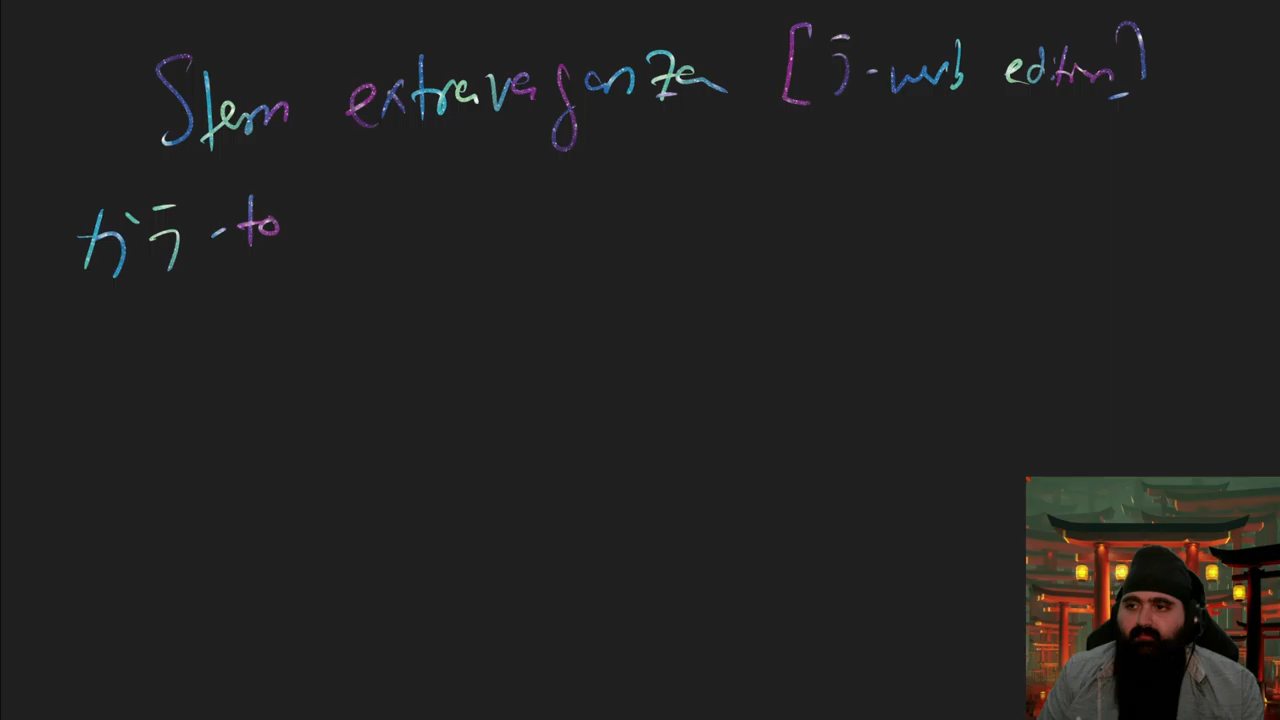 Stem extravaganza [う-verb edition]
かう - to